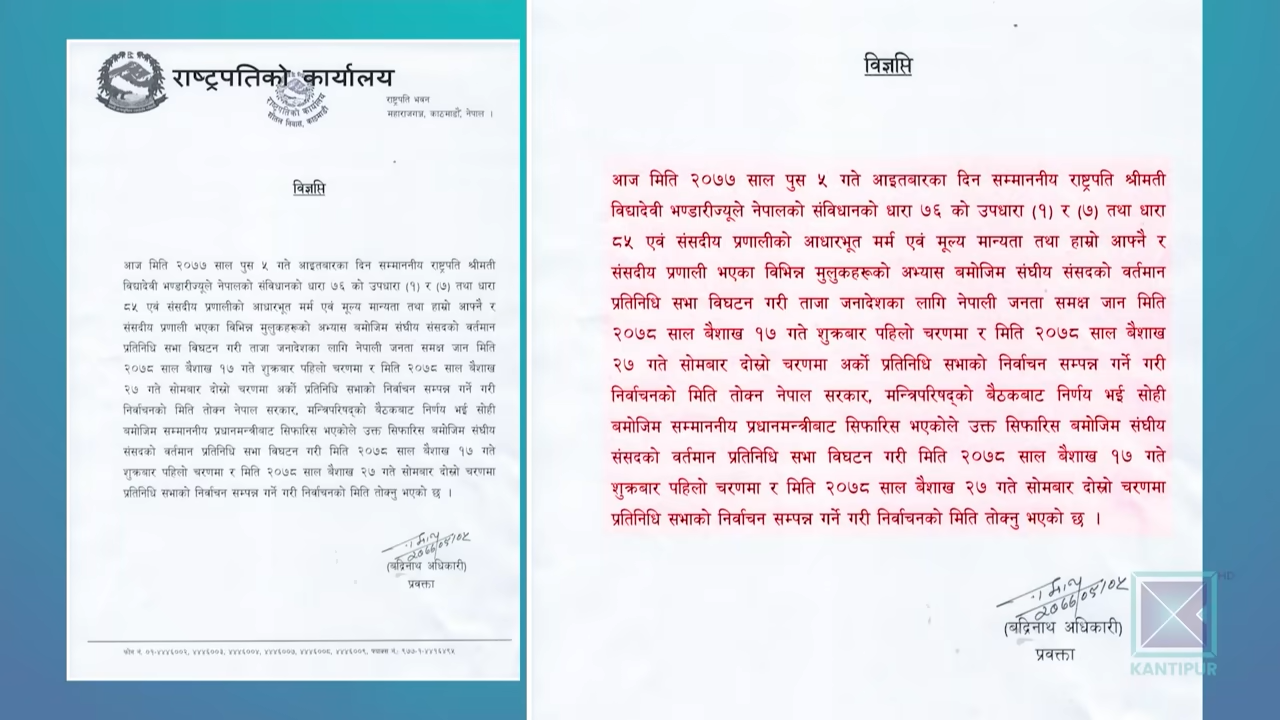 राष्ट्रपतिको कार्यालय
राष्ट्रपतिको कार्यालय
शीतल निवास, काठमाडौं
राष्ट्रपति भवन
महाराजगञ्ज, काठमाडौं, नेपाल ।
विज्ञप्ति
आज मिति २०७७ साल पुस ५ गते आइतबारका दिन सम्माननीय राष्ट्रपति श्रीमती
विद्यादेवी भण्डारीज्यूले नेपालको संविधानको धारा ७६ को उपधारा (१) र (७) तथा धारा
८५ एवं संसदीय प्रणालीको आधारभूत मर्म एवं मूल्य मान्यता तथा हाम्रो आफ्नै र
संसदीय प्रणाली भएका विभिन्न मुलुकहरूको अभ्यास बमोजिम संघीय संसदको वर्तमान
प्रतिनिधि सभा विघटन गरी ताजा जनादेशका लागि नेपाली जनता समक्ष जान मिति
२०७८ साल बैशाख १७ गते शुक्रबार पहिलो चरणमा र मिति २०७८ साल बैशाख
२७ गते सोमबार दोस्रो चरणमा अर्को प्रतिनिधि सभाको निर्वाचन सम्पन्न गर्ने गरी
निर्वाचनको मिति तोक्न नेपाल सरकार, मन्त्रिपरिषद्को बैठकबाट निर्णय भई सोही
बमोजिम सम्माननीय प्रधानमन्त्रीबाट सिफारिस भएकोले उक्त सिफारिस बमोजिम संघीय
संसदको वर्तमान प्रतिनिधि सभा विघटन गरी मिति २०७८ साल बैशाख १७ गते
शुक्रबार पहिलो चरणमा र मिति २०७८ साल बैशाख २७ गते सोमबार दोस्रो चरणमा
प्रतिनिधि सभाको निर्वाचन सम्पन्न गर्ने गरी निर्वाचनको मिति तोक्नु भएको छ ।
२०७७/०९/०५
(बद्रिनाथ अधिकारी)
प्रवक्ता
विज्ञप्ति
आज मिति २०७७ साल पुस ५ गते आइतबारका दिन सम्माननीय राष्ट्रपति श्रीमती
विद्यादेवी भण्डारीज्यूले नेपालको संविधानको धारा ७६ को उपधारा (१) र (७) तथा धारा
८५ एवं संसदीय प्रणालीको आधारभूत मर्म एवं मूल्य मान्यता तथा हाम्रो आफ्नै र
संसदीय प्रणाली भएका विभिन्न मुलुकहरूको अभ्यास बमोजिम संघीय संसदको वर्तमान
प्रतिनिधि सभा विघटन गरी ताजा जनादेशका लागि नेपाली जनता समक्ष जान मिति
२०७८ साल बैशाख १७ गते शुक्रबार पहिलो चरणमा र मिति २०७८ साल बैशाख
२७ गते सोमबार दोस्रो चरणमा अर्को प्रतिनिधि सभाको निर्वाचन सम्पन्न गर्ने गरी
निर्वाचनको मिति तोक्न नेपाल सरकार, मन्त्रिपरिषद्को बैठकबाट निर्णय भई सोही
बमोजिम सम्माननीय प्रधानमन्त्रीबाट सिफारिस भएकोले उक्त सिफारिस बमोजिम संघीय
संसदको वर्तमान प्रतिनिधि सभा विघटन गरी मिति २०७८ साल बैशाख १७ गते
शुक्रबार पहिलो चरणमा र मिति २०७८ साल बैशाख २७ गते सोमबार दोस्रो चरणमा
प्रतिनिधि सभाको निर्वाचन सम्पन्न गर्ने गरी निर्वाचनको मिति तोक्नु भएको छ ।
२०७७/०९/०५
(बद्रिनाथ अधिकारी)
प्रवक्ता
HD
KANTIPUR